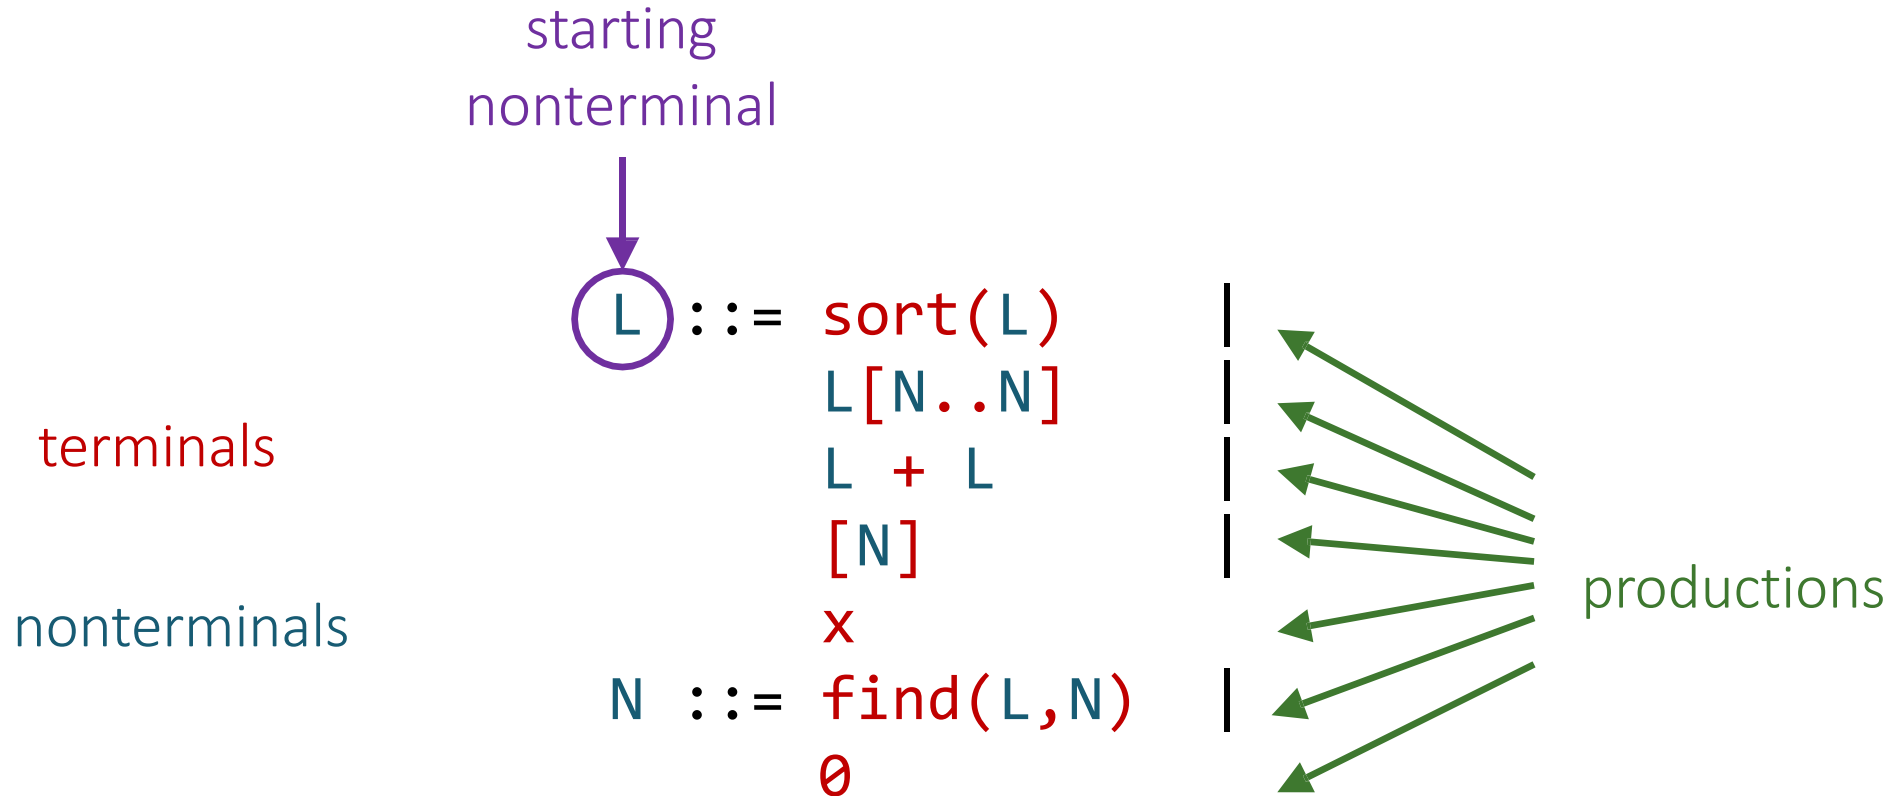 starting
nonterminal
L ::= sort(L) |
L[N..N] |
terminals
L + L |
[N] |
productions
nonterminals
x
N ::= find(L,N) |
0